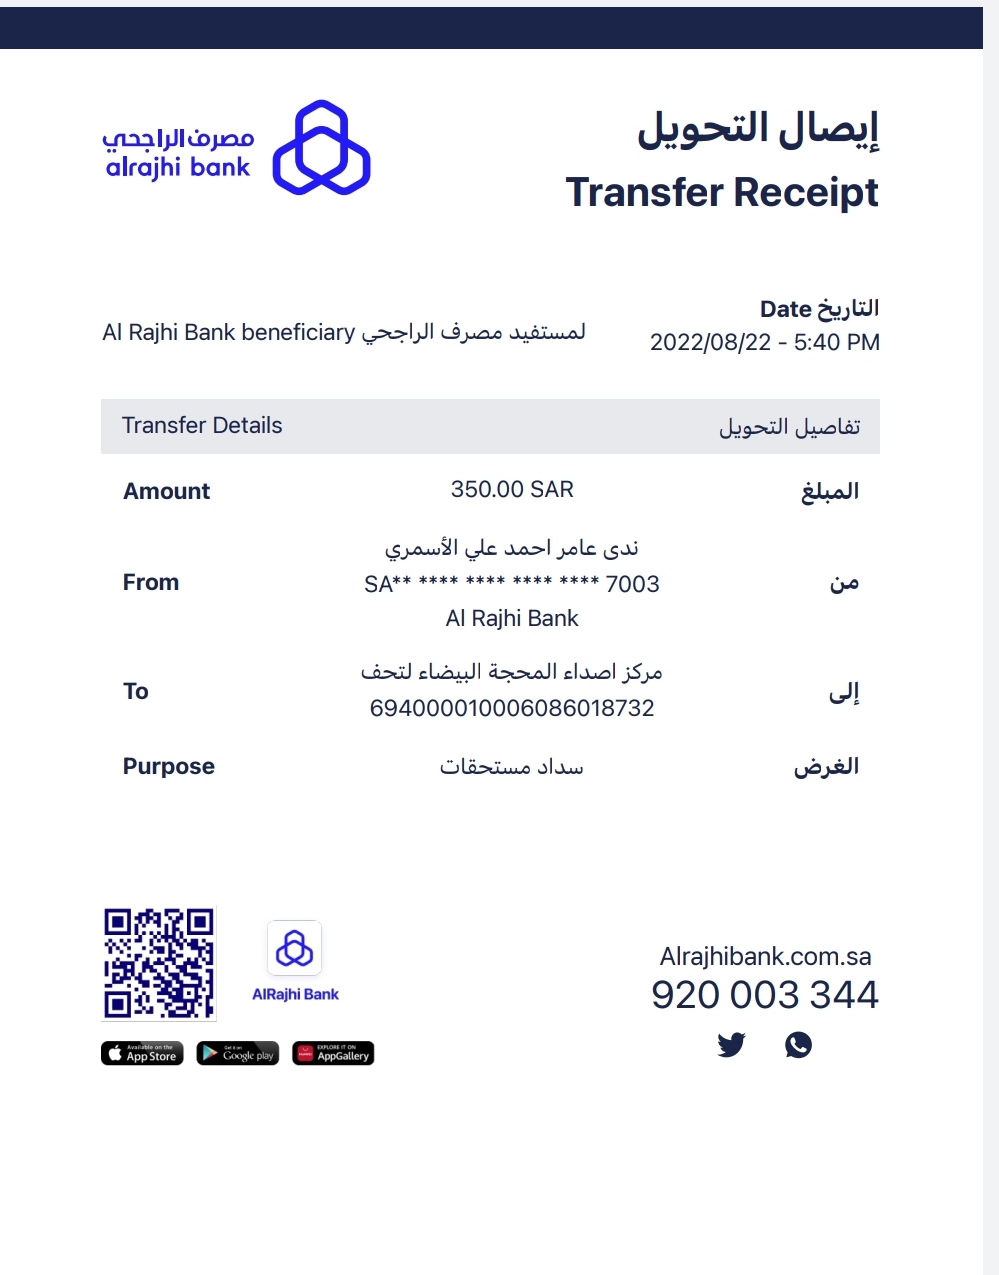 مصرف الراجحي
alrajhi bank
إيصال التحويل
Transfer Receipt
التاريخ Date
2022/08/22 - 5:40 PM
لمستفيد مصرف الراجحي Al Rajhi Bank beneficiary
Transfer Details تفاصيل التحويل
Amount 350.00 SAR المبلغ
ندى عامر احمد علي الأسمري
From SA** **** **** **** **** 7003 من
Al Rajhi Bank
مركز اصداء المحجة البيضاء لتحف
To إلى
694000010006086018732
Purpose سداد مستحقات الغرض
AlRajhi Bank
Available on the
App Store
Get it on
Google play
EXPLORE IT ON
AppGallery
Alrajhibank.com.sa
920 003 344